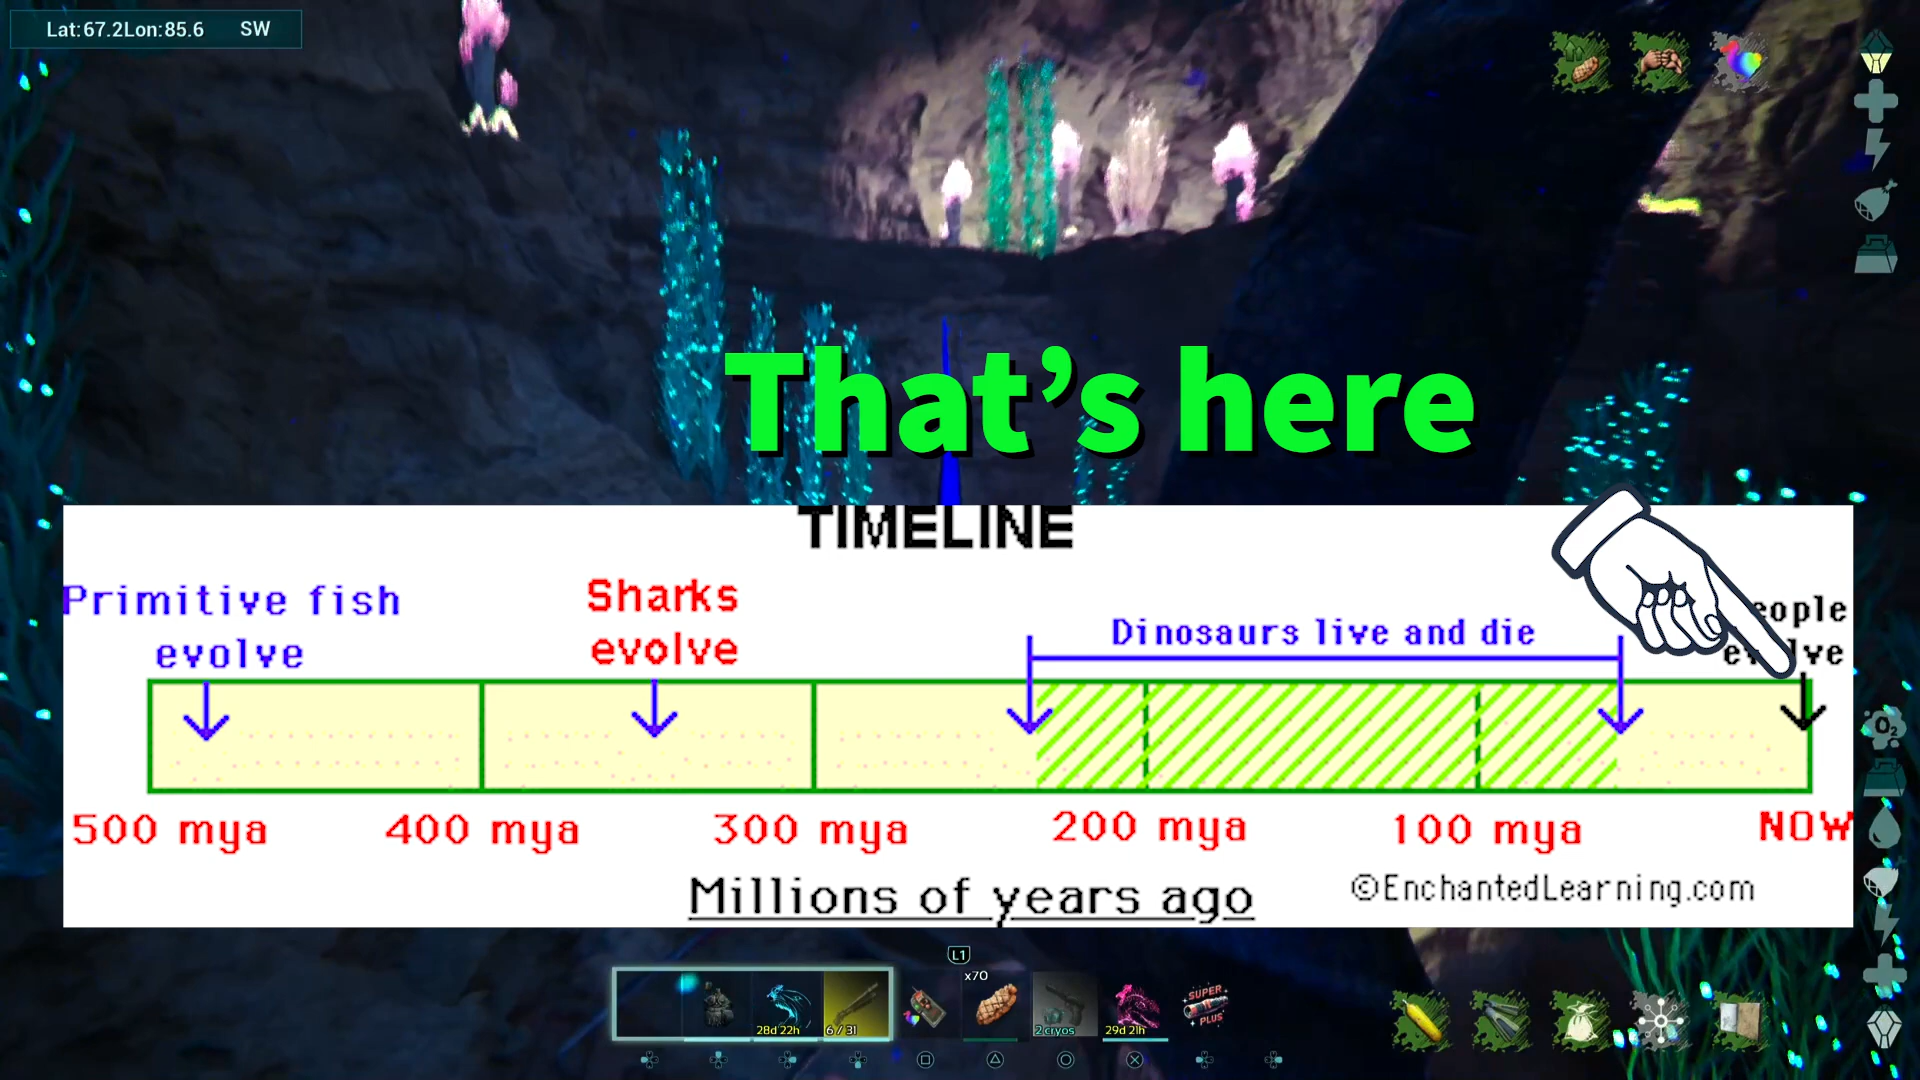 Lat:67.2Lon:85.6 SW
That's here
TIMELINE
Primitive fish
evolve
Sharks
evolve
Dinosaurs live and die
eople
500 mya 400 mya 300 mya 200 mya 100 mya NOW
Millions of years ago
©EnchantedLearning.com
O2
L1
x70
28d 22h
6 / 31
2 cryos
29d 21h
SUPER
PLUS